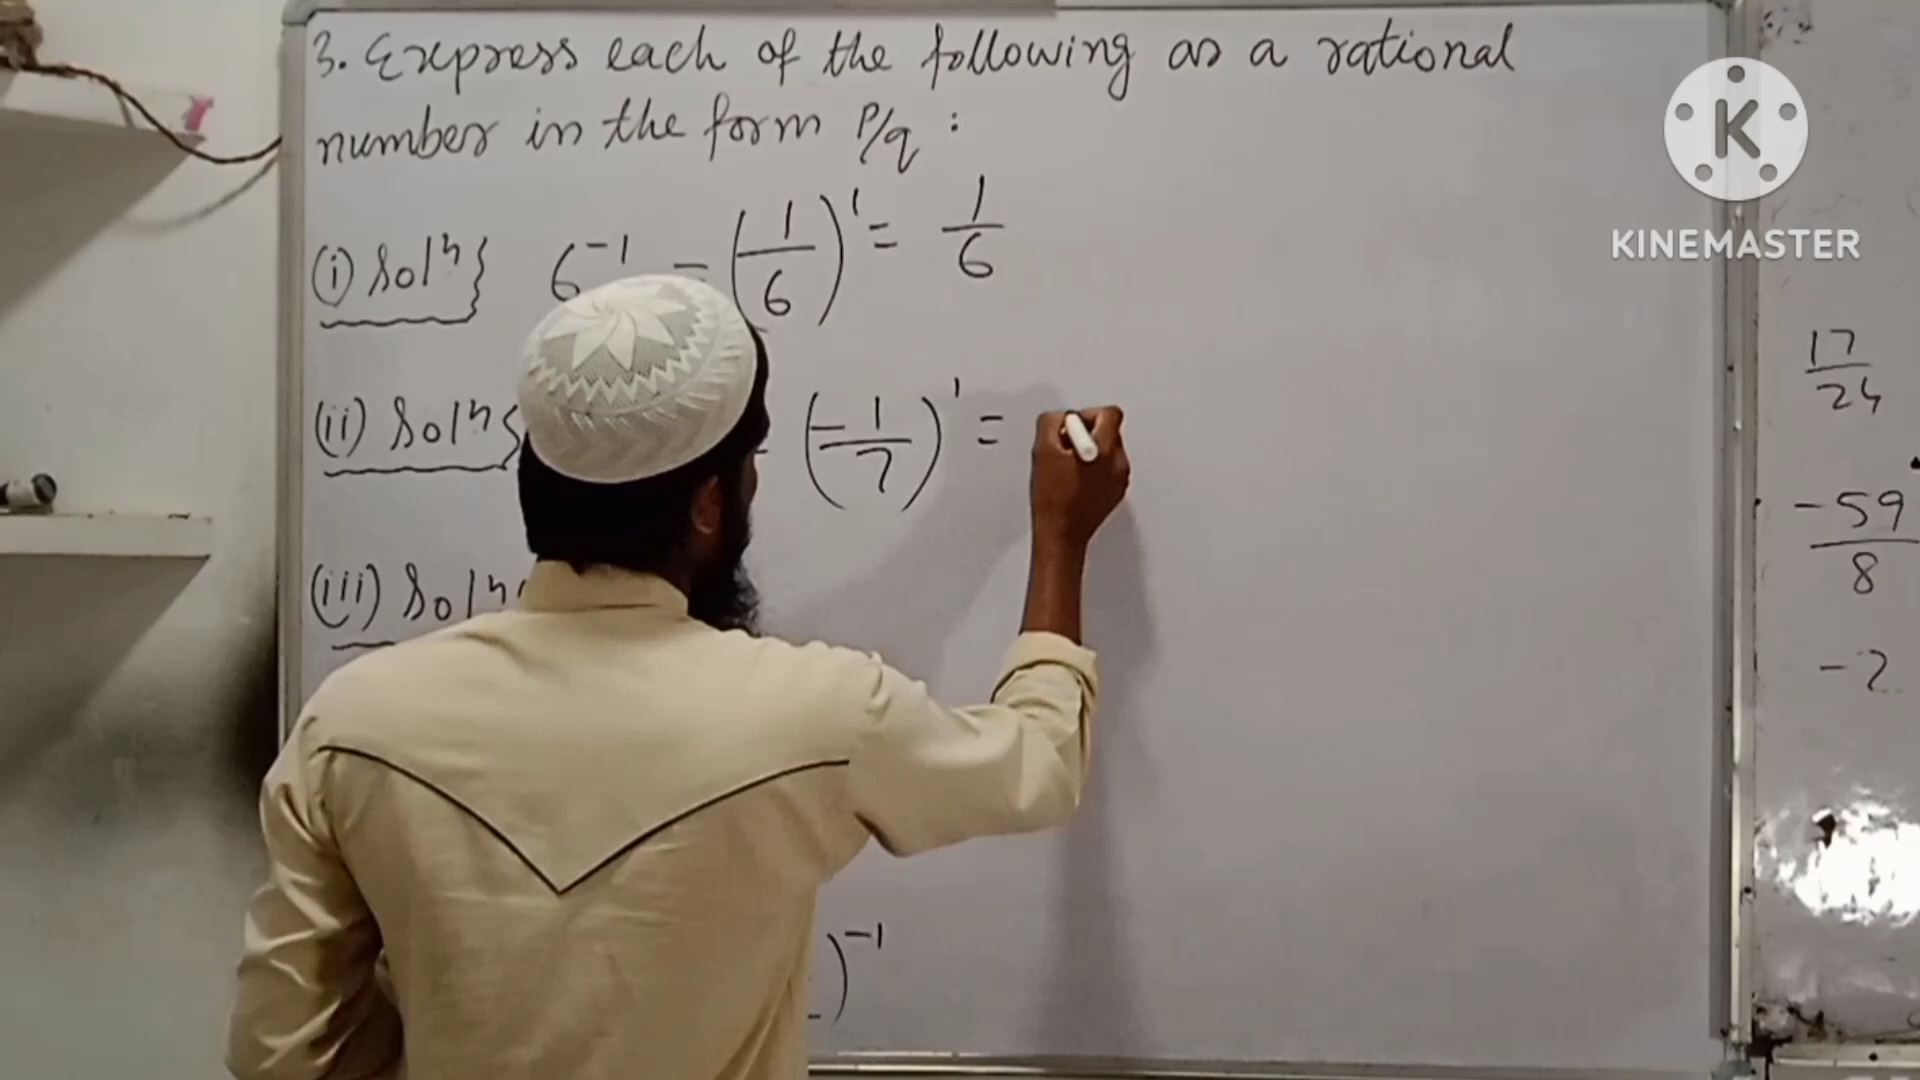 3. Express each of the following as a rational
number in the form P/q :
(i) Solⁿ} 6⁻¹ = (1/6)¹ = 1/6
(ii) Solⁿ} (-1/7)¹ =
(iii) Solⁿ
)⁻¹
KINEMASTER
17/24
-59/8
-2